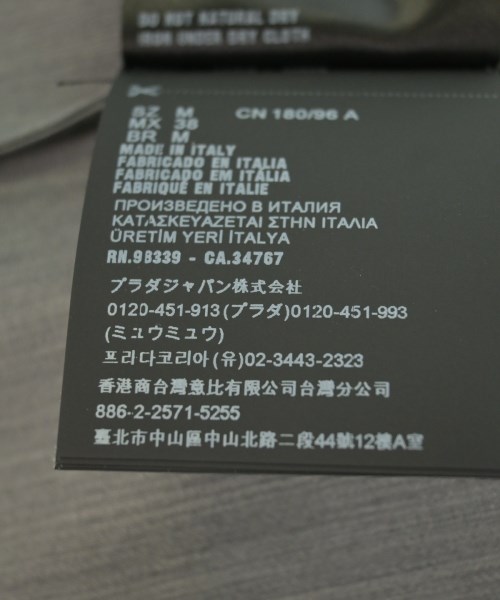 DO NOT NATURAL DRY
IRON UNDER DRY CLOTH
SZ M CN 180/96 A
MX 38
BR M
MADE IN ITALY
FABRICADO EN ITALIA
FABRICADO EM ITALIA
FABRIQUÉ EN ITALIE
ПРОИЗВЕДЕНО В ИТАЛИЯ
ΚΑΤΑΣΚΕΥΑΖΕΤΑΙ ΣΤΗΝ ΙΤΑΛΙΑ
ÜRETİM YERİ İTALYA
RN.98339 - CA.34767
プラダジャパン株式会社
0120-451-913(プラダ)0120-451-993
(ミュウミュウ)
프라다코리아(유)02-3443-2323
香港商台灣意比有限公司台灣分公司
886-2-2571-5255
臺北市中山區中山北路二段44號12樓A室